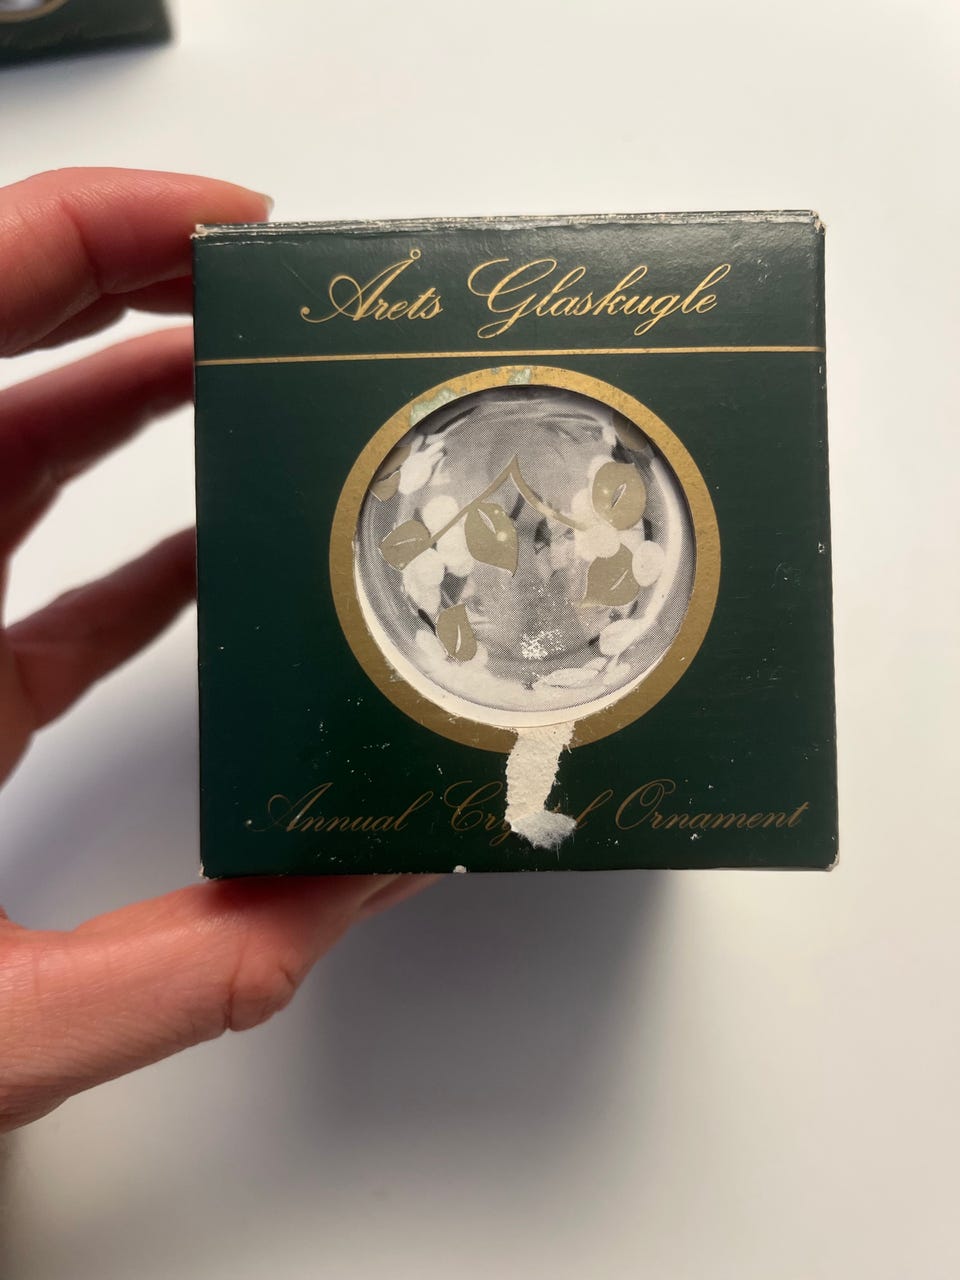 Årets Glaskugle
Annual Ornament